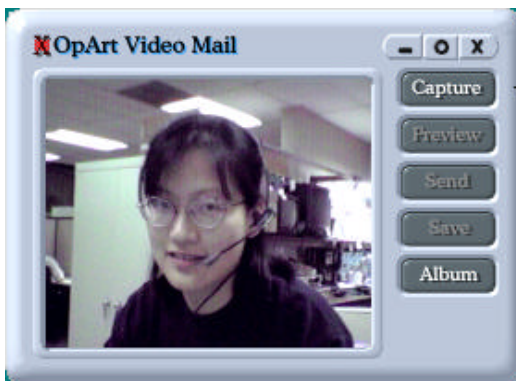 X OpArt Video Mail
Capture
Preview
Send
Save
Album